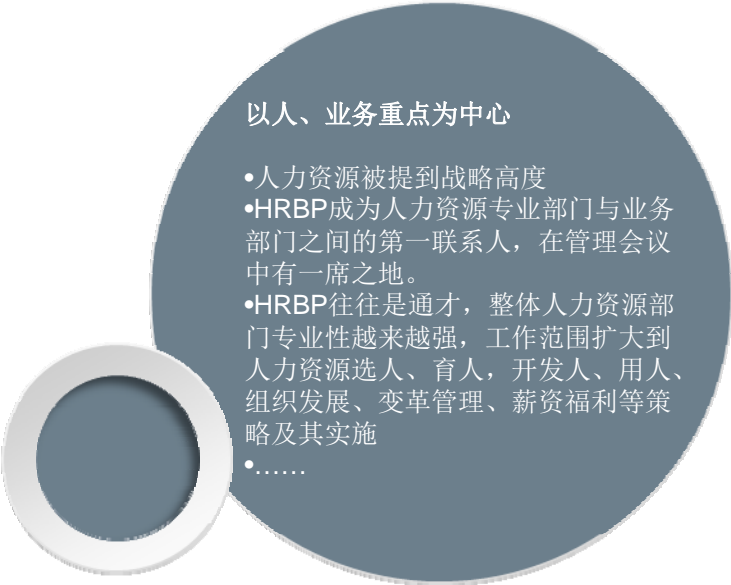 以人、业务重点为中心
•人力资源被提到战略高度
•HRBP成为人力资源专业部门与业务
部门之间的第一联系人，在管理会议
中有一席之地。
•HRBP往往是通才，整体人力资源部
门专业性越来越强，工作范围扩大到
人力资源选人、育人，开发人、用人、
组织发展、变革管理、薪资福利等策
略及其实施
•……